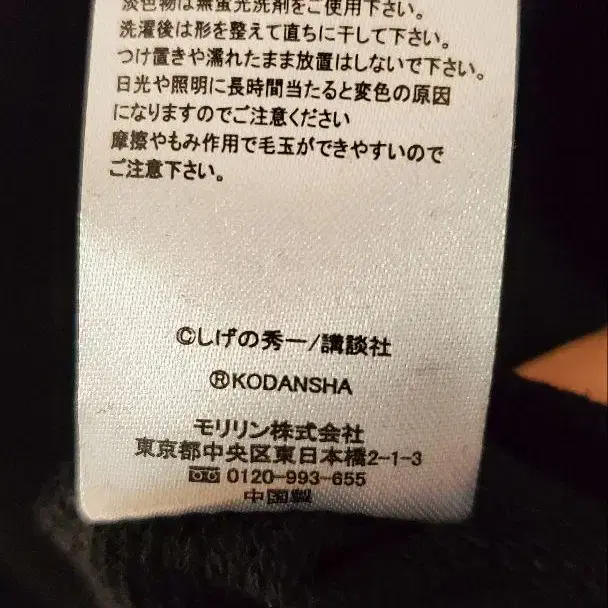 淡色物は無蛍光洗剤をご使用下さい。
洗濯後は形を整えて直ちに干して下さい。
つけ置きや濡れたまま放置はしないで下さい。
日光や照明に長時間当たると変色の原因
になりますのでご注意ください
摩擦やもみ作用で毛玉ができやすいので
ご注意下さい。
©しげの秀一/講談社
®KODANSHA
モリリン株式会社
東京都中央区東日本橋2-1-3
0120-993-655
中国製